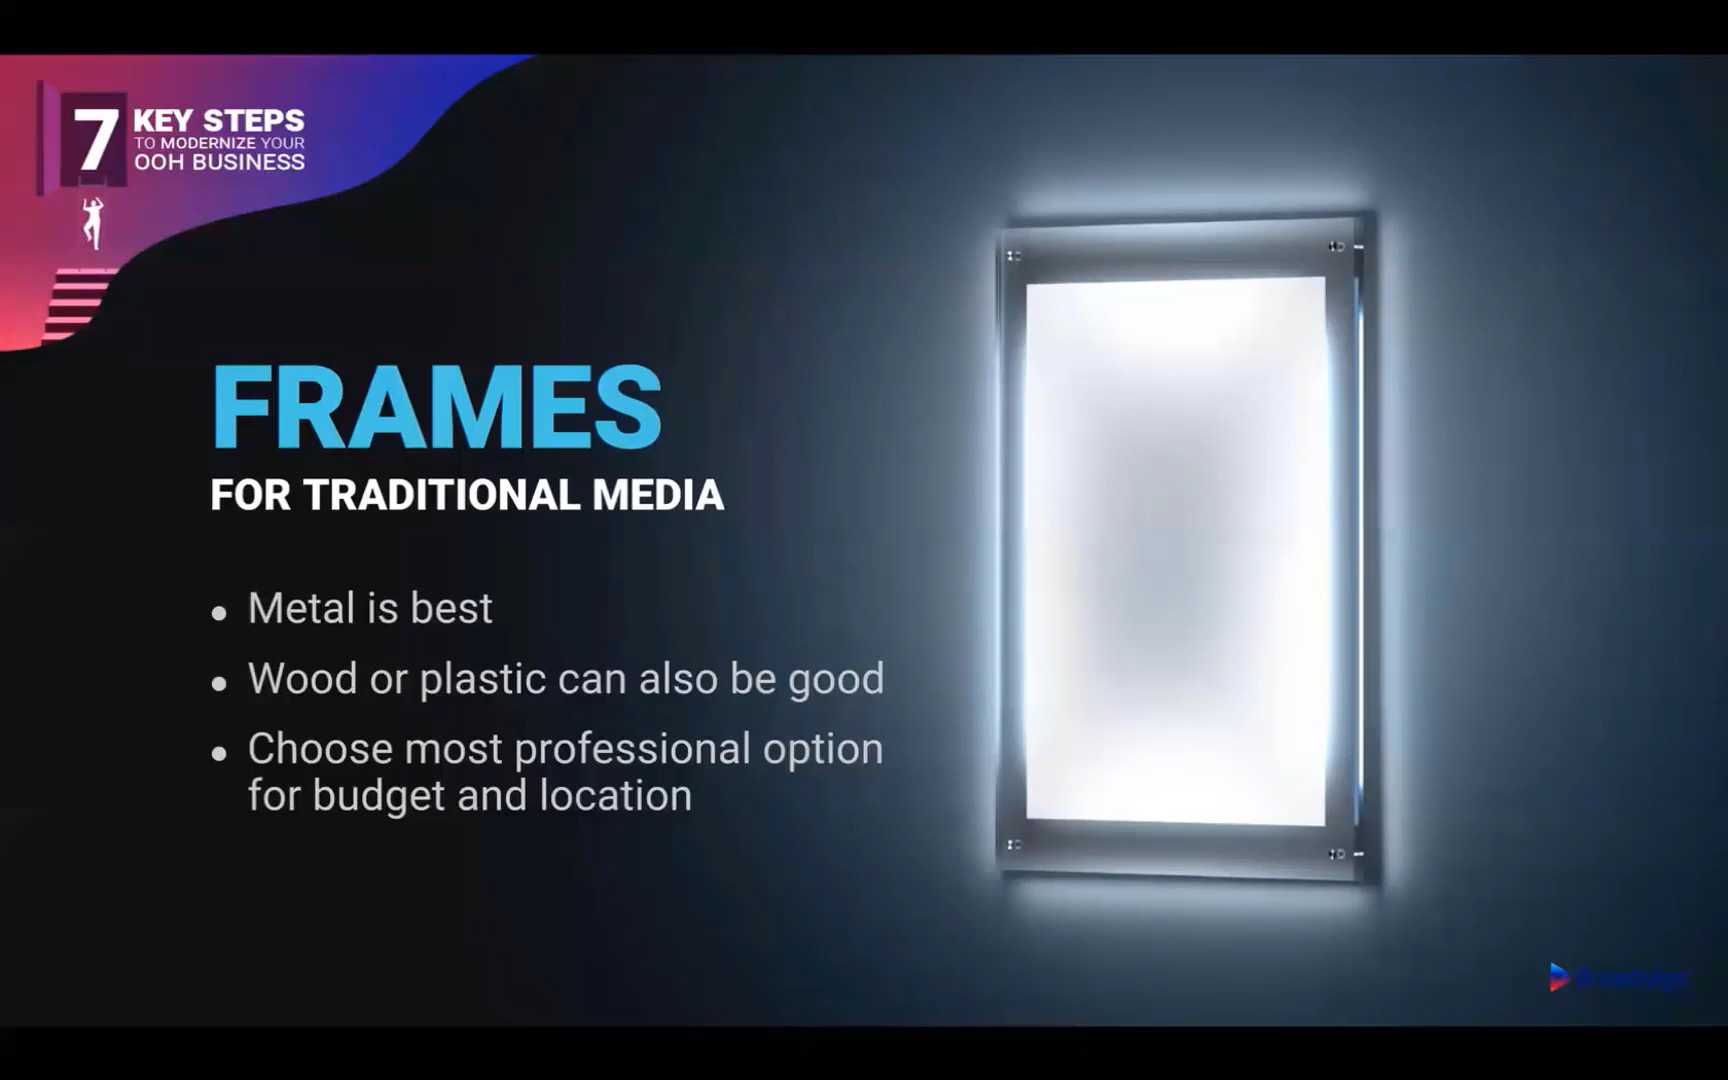 7 KEY STEPS
TO MODERNIZE YOUR
OOH BUSINESS
FRAMES
FOR TRADITIONAL MEDIA
• Metal is best
• Wood or plastic can also be good
• Choose most professional option
for budget and location
Broadsign